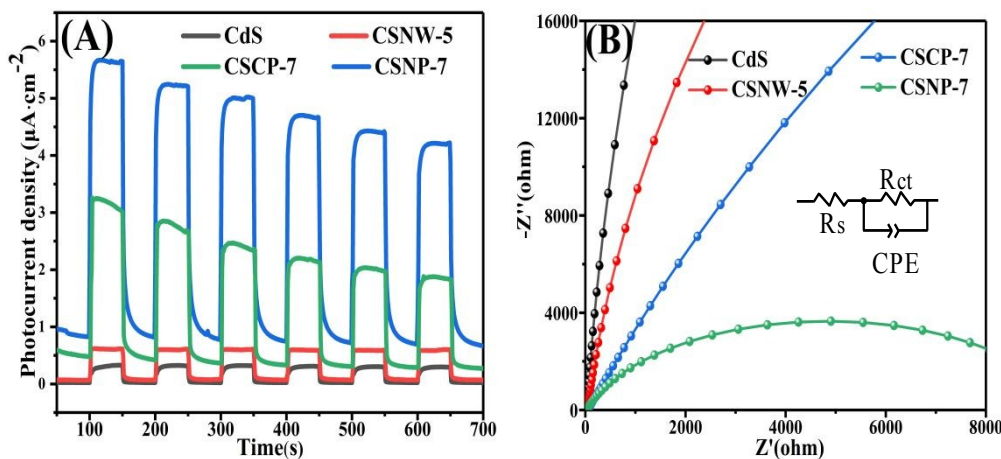 (A)
CdS CSNW-5
CSCP-7 CSNP-7
Photocurrent density (μA·cm⁻²)
6
5
4
3
2
1
0
100 200 300 400 500 600 700
Time(s)
(B)
CdS CSCP-7
CSNW-5 CSNP-7
-Z''(ohm)
16000
12000
8000
4000
0
Rct
Rs
CPE
0 2000 4000 6000 8000
Z'(ohm)